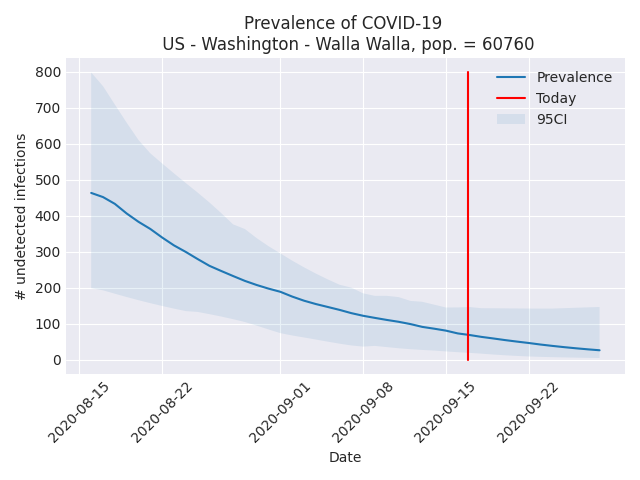 Prevalence of COVID-19
US - Washington - Walla Walla, pop. = 60760
Prevalence
Today
95CI
# undetected infections
800
700
600
500
400
300
200
100
0
2020-08-15
2020-08-22
2020-09-01
2020-09-08
2020-09-15
2020-09-22
Date